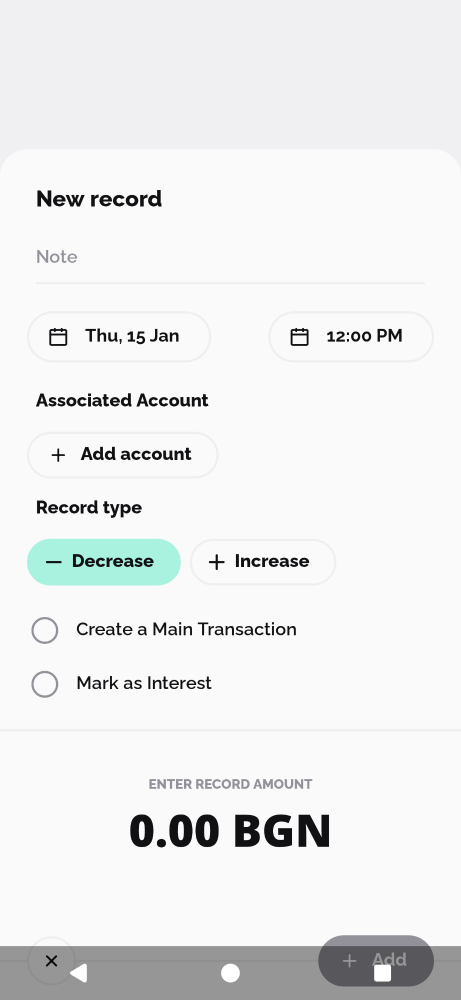 New record
Note
Thu, 15 Jan
12:00 PM
Associated Account
Add account
Record type
Decrease
Increase
Create a Main Transaction
Mark as Interest
ENTER RECORD AMOUNT
0.00 BGN
Add